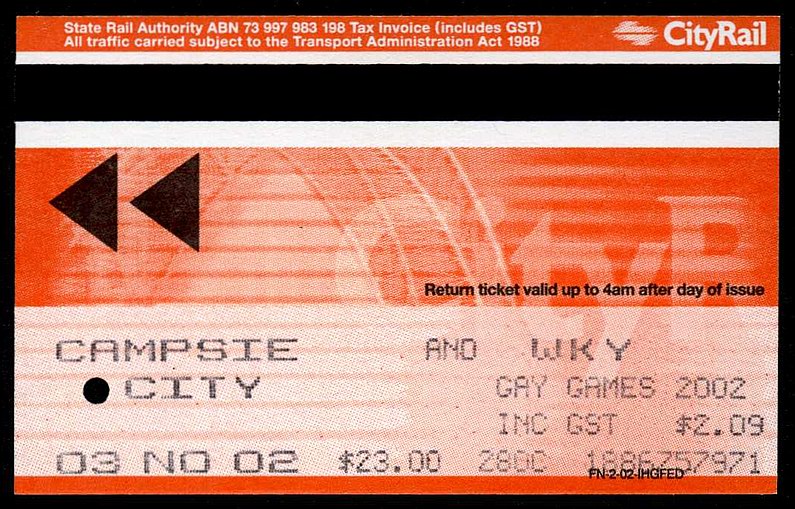 State Rail Authority ABN 73 997 983 198 Tax Invoice (includes GST)
All traffic carried subject to the Transport Administration Act 1988
CityRail
CityR
Return ticket valid up to 4am after day of issue
CAMPSIE AND WKY
CITY GAY GAMES 2002
INC GST $2.09
03 NO 02 $23.00 280C 1886757971
FN-2-02-IHGFED